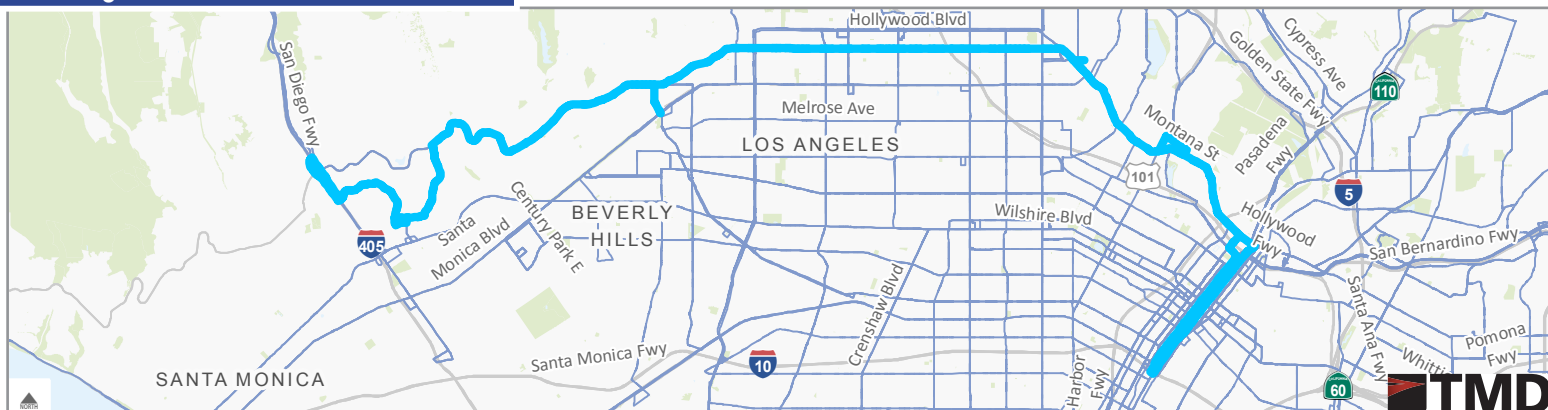 Hollywood Blvd
Cypress Ave
Golden State Fwy
San Diego Fwy
110
Melrose Ave
Montana St
LOS ANGELES
Pasadena
Fwy
101
5
Century Park E
BEVERLY
HILLS
Santa
Monica Blvd
Wilshire Blvd
Hollywood
Fwy
San Bernardino Fwy
405
Crenshaw Blvd
Santa Ana Fwy
Pomona
Fwy
Santa Monica Fwy
10
SANTA MONICA
Harbor
Fwy
60
NORTH
TMD